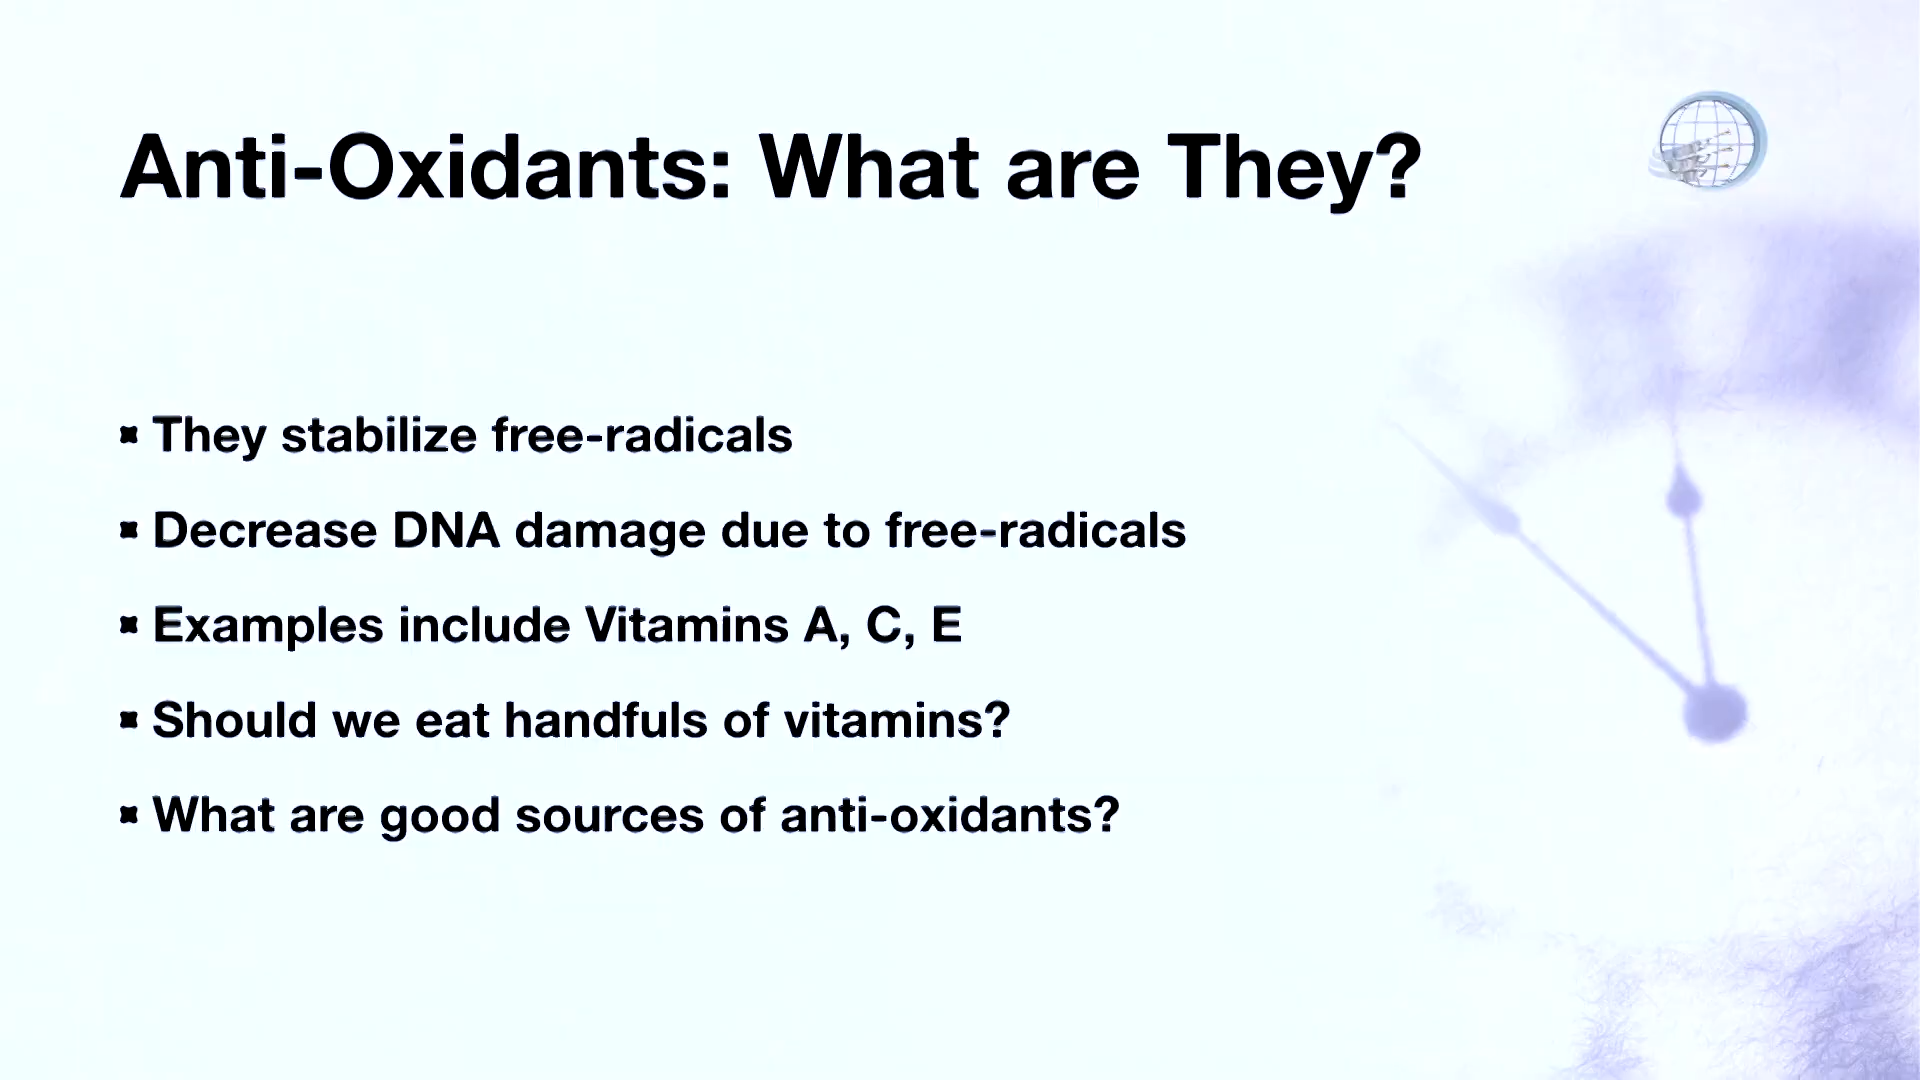 Anti-Oxidants: What are They?
They stabilize free-radicals
Decrease DNA damage due to free-radicals
Examples include Vitamins A, C, E
Should we eat handfuls of vitamins?
What are good sources of anti-oxidants?